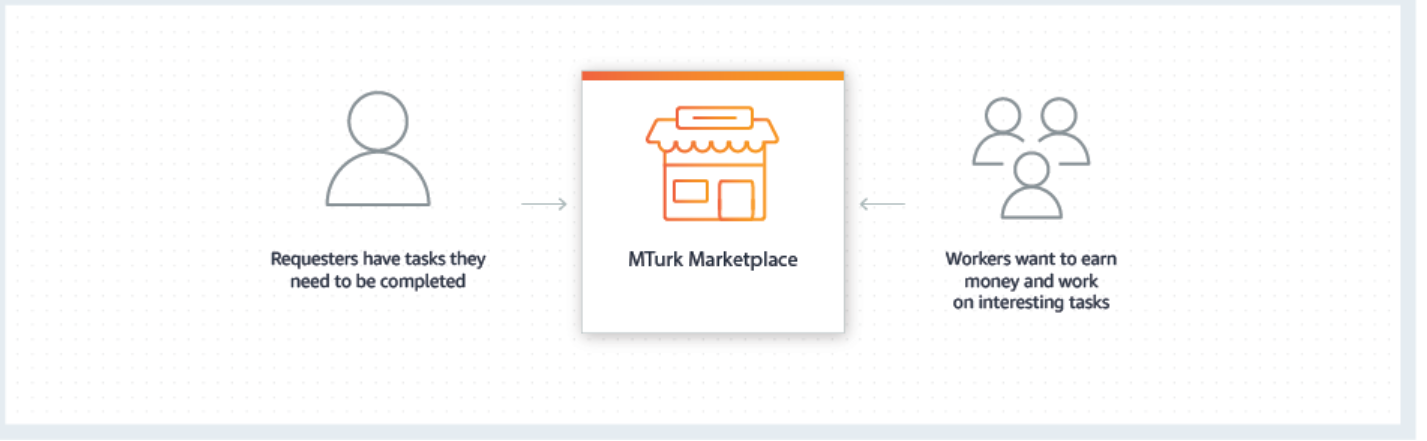 Requesters have tasks they
need to be completed
MTurk Marketplace
Workers want to earn
money and work
on interesting tasks